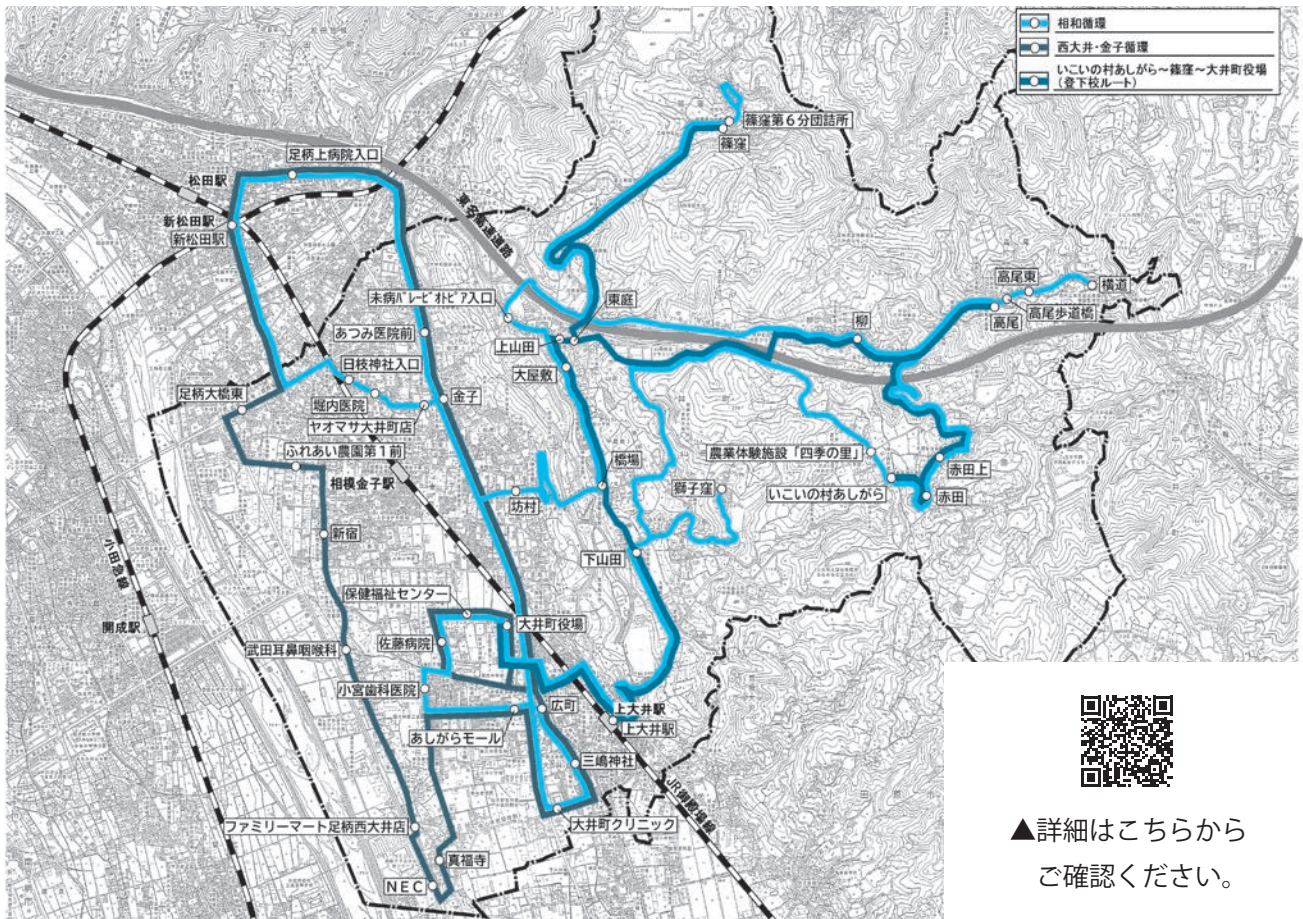 相和循環
西大井・金子循環
いこいの村あしがら～篠窪～大井町役場
（登下校ルート）
篠窪第６分団詰所
篠窪
足柄上病院入口
松田駅
新松田駅
新松田駅
東名高速道路
未病バレービオトピア入口
東庭
高尾東
横道
高尾歩道橋
高尾
柳
あつみ医院前
上山田
日枝神社入口
大屋敷
足柄大橋東
堀内医院
金子
ヤオマサ大井町店
ふれあい農園第１前
農業体験施設「四季の里」
赤田上
相模金子駅
橋場
獅子窪
いこいの村あしがら
赤田
坊村
新宿
小田急線
下山田
保健福祉センター
大井町役場
開成駅
佐藤病院
武田耳鼻咽喉科
小宮歯科医院
広町
上大井駅
上大井駅
あしがらモール
三嶋神社
JR御殿場線
ファミリーマート足柄西大井店
大井町クリニック
真福寺
ＮＥＣ
▲詳細はこちらから
ご確認ください。